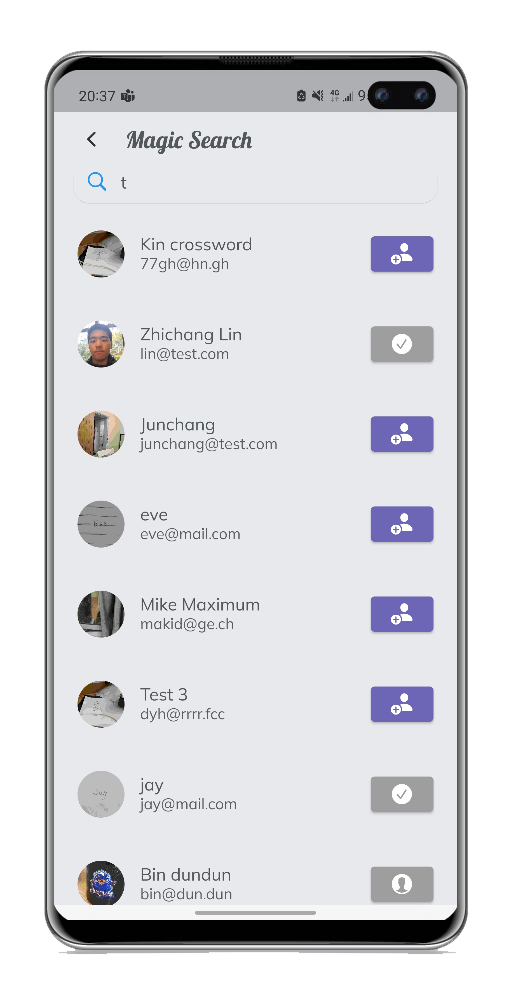 20:37
4G
9
Magic Search
t
Kin crossword
77gh@hn.gh
Zhichang Lin
lin@test.com
Junchang
junchang@test.com
eve
eve@mail.com
Mike Maximum
makid@ge.ch
Test 3
dyh@rrrr.fcc
jay
jay@mail.com
Bin dundun
bin@dun.dun